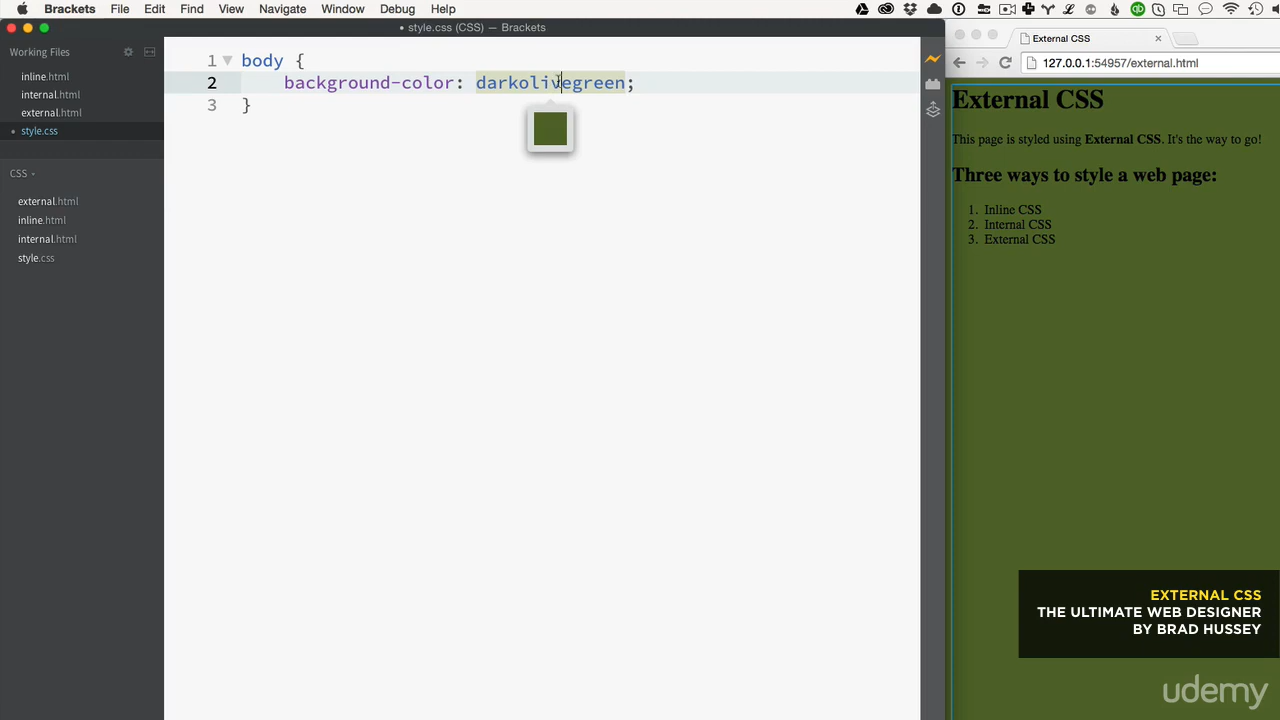 Brackets File Edit Find View Navigate Window Debug Help
• style.css (CSS) — Brackets
Working Files
inline.html
internal.html
external.html
style.css
CSS
external.html
inline.html
internal.html
style.css
1 body {
2 background-color: darkolivegreen;
3 }
External CSS
127.0.0.1:54957/external.html
External CSS
This page is styled using External CSS. It's the way to go!
Three ways to style a web page:
1. Inline CSS
2. Internal CSS
3. External CSS
EXTERNAL CSS
THE ULTIMATE WEB DESIGNER
BY BRAD HUSSEY
udemy